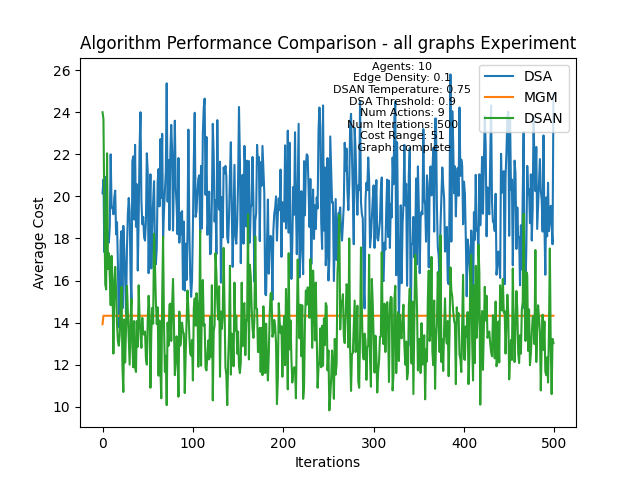 Algorithm Performance Comparison - all graphs Experiment
Agents: 10
Edge Density: 0.1
DSAN Temperature: 0.75
DSA Threshold: 0.9
Num Actions: 9
Num Iterations: 500
Cost Range: 51
Graph: complete
DSA
MGM
DSAN
Average Cost
26
24
22
20
18
16
14
12
10
0 100 200 300 400 500
Iterations